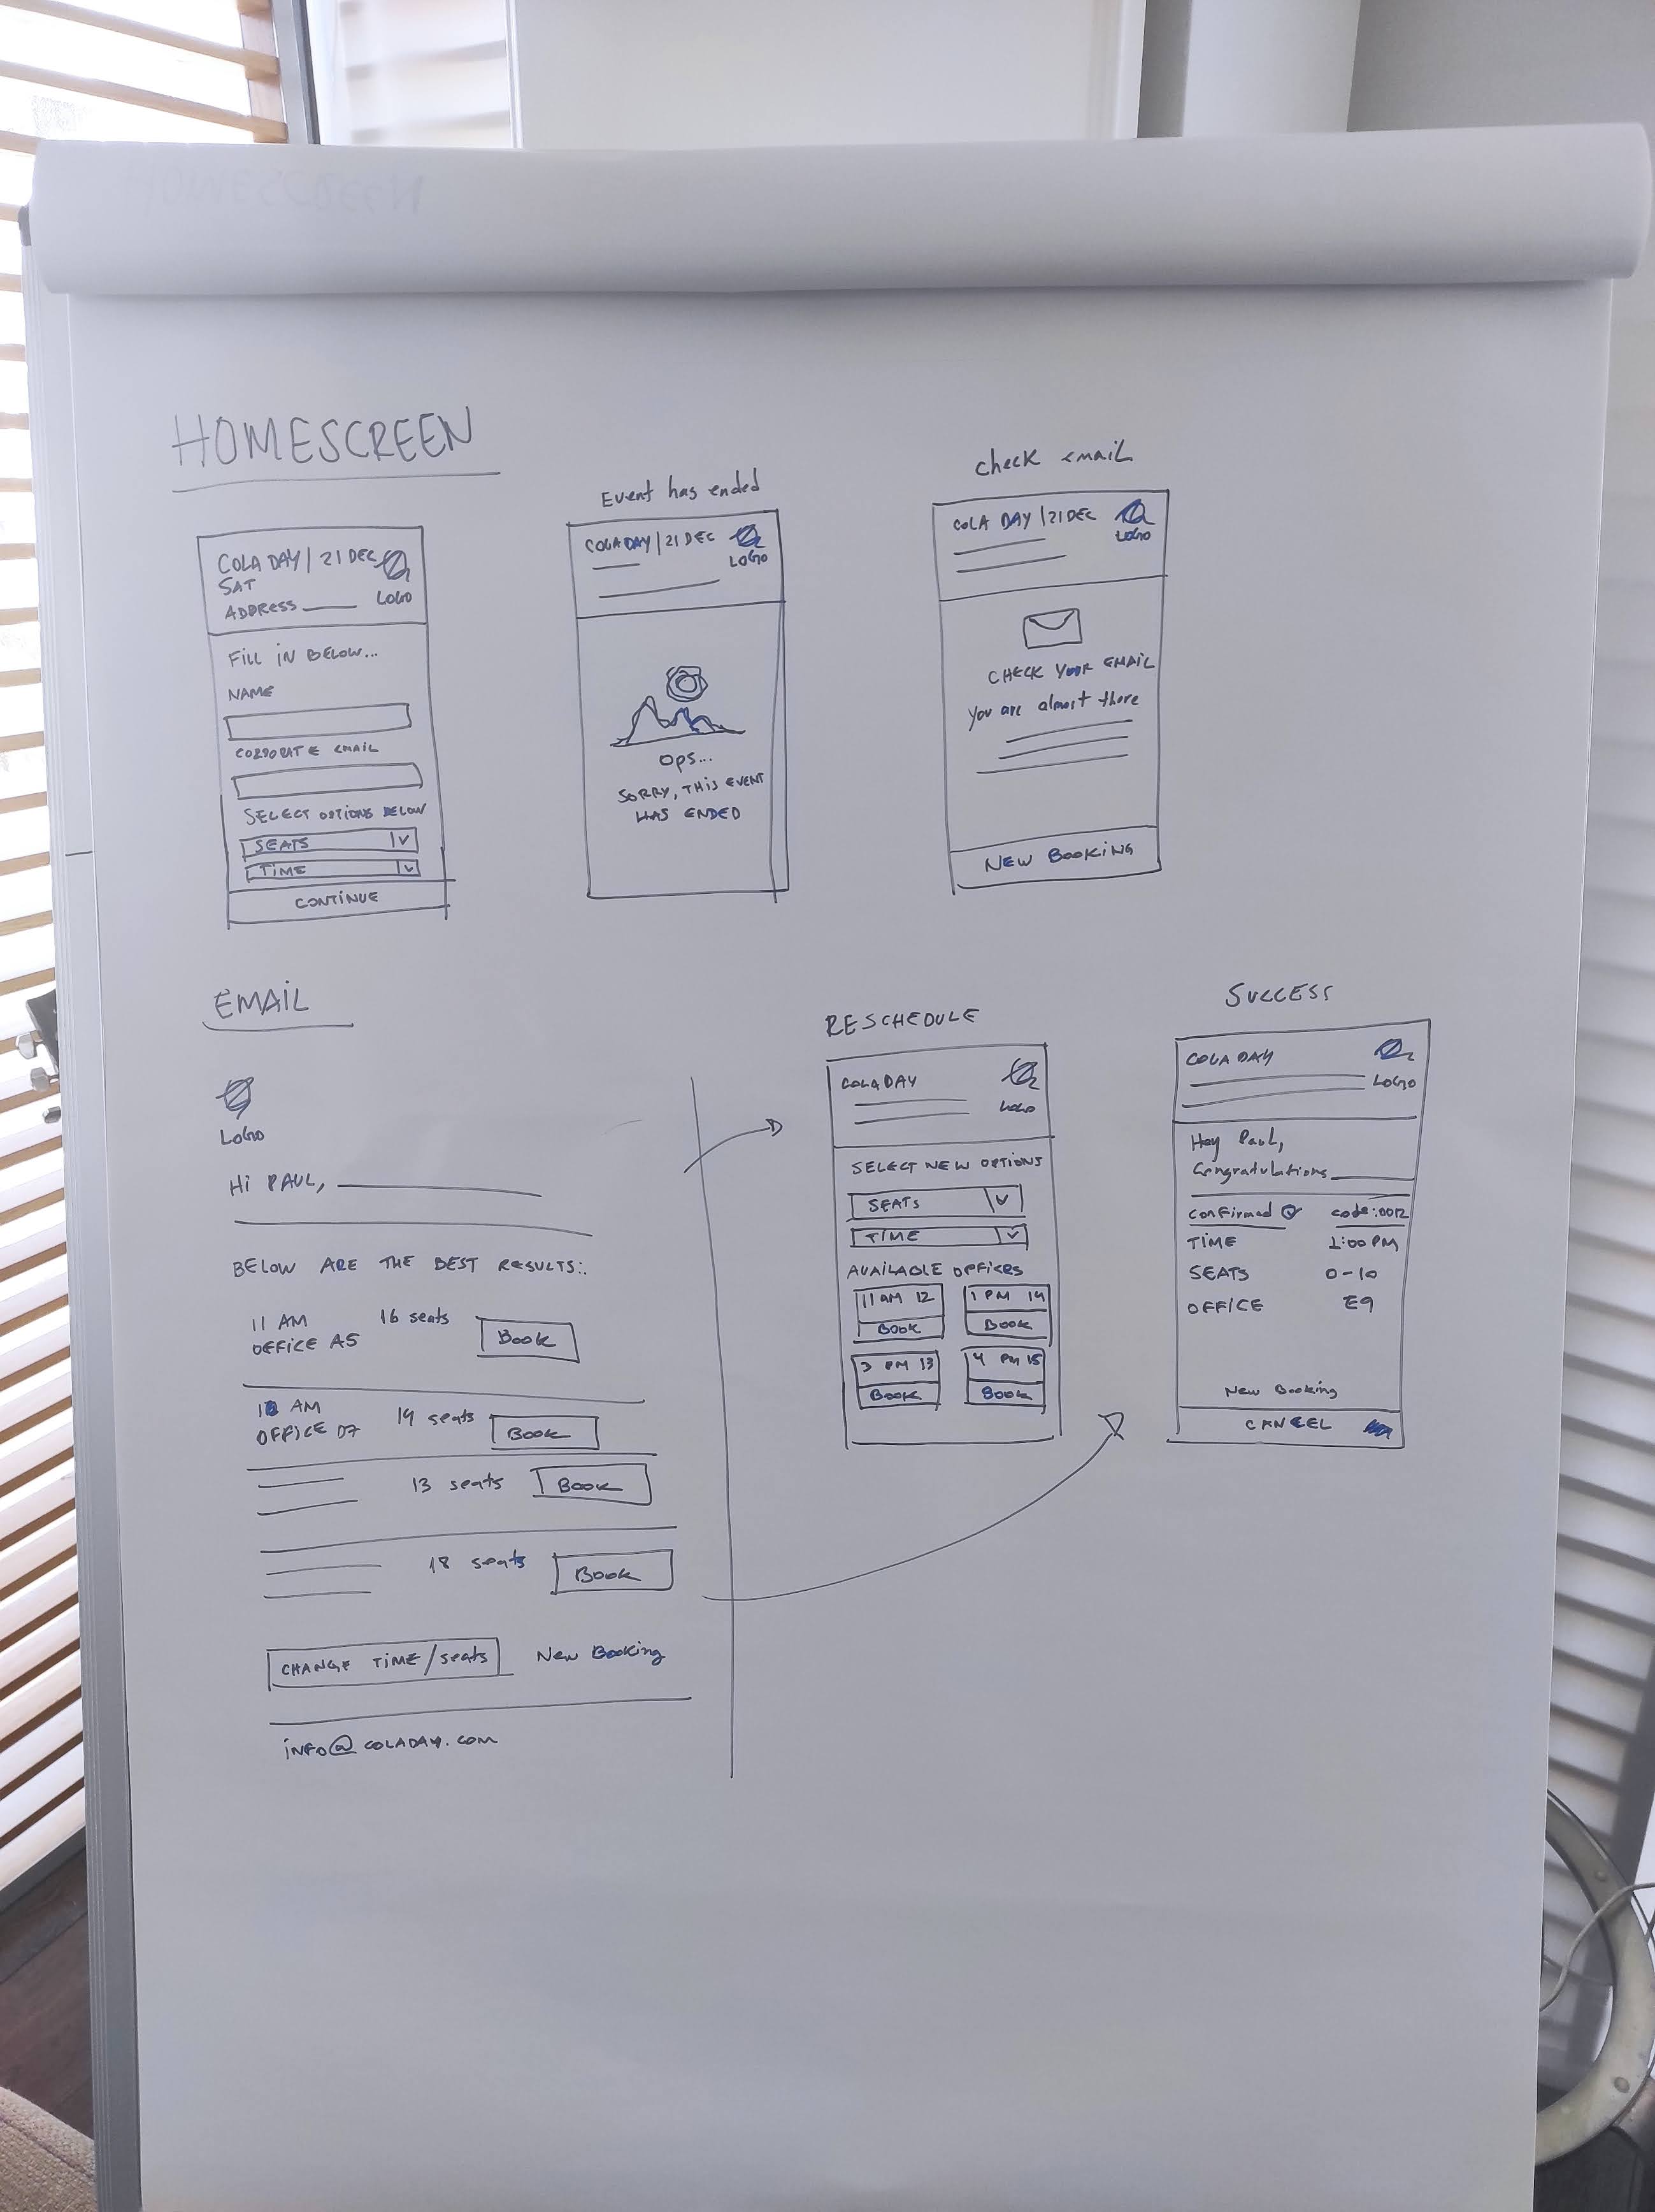 HOMESCREEN
COLA DAY | 21 DEC
SAT
ADDRESS
LOGO
FILL IN BELOW...
NAME
CORPORATE EMAIL
SELECT OPTIONS BELOW
SEATS
TIME
CONTINUE
Event has ended
COLA DAY | 21 DEC
LOGO
Ops...
SORRY, THIS EVENT
HAS ENDED
check email
COLA DAY | 21 DEC
LOGO
CHECK YOUR EMAIL
You are almost there
NEW BOOKING
EMAIL
LOGO
Hi PAUL,
BELOW ARE THE BEST RESULTS:.
11 AM 16 seats
OFFICE A5 Book
AM 14 seats
OFFICE D7 Book
13 seats Book
18 seats Book
CHANGE TIME/seats New Booking
INFO@COLADAY.COM
RESCHEDULE
COLA DAY
LOGO
SELECT NEW OPTIONS
SEATS
TIME
AVAILABLE OFFICES
11 AM 12 1 PM 14
BOOK BOOK
3 PM 13 4 PM 15
BOOK BOOK
SUCCESS
COLA DAY
LOGO
Hey Paul,
Congratulations
confirmed code:0012
TIME 1:00 PM
SEATS 0-10
OFFICE E9
New Booking
CANCEL